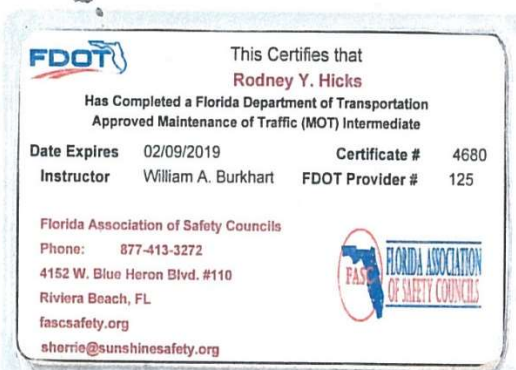 FDOT
This Certifies that
Rodney Y. Hicks
Has Completed a Florida Department of Transportation
Approved Maintenance of Traffic (MOT) Intermediate
Date Expires 02/09/2019 Certificate # 4680
Instructor William A. Burkhart FDOT Provider # 125
Florida Association of Safety Councils
Phone: 877-413-3272
4152 W. Blue Heron Blvd. #110
Riviera Beach, FL
fascsafety.org
sherrie@sunshinesafety.org
FASC
FLORIDA ASSOCIATION
OF SAFETY COUNCILS